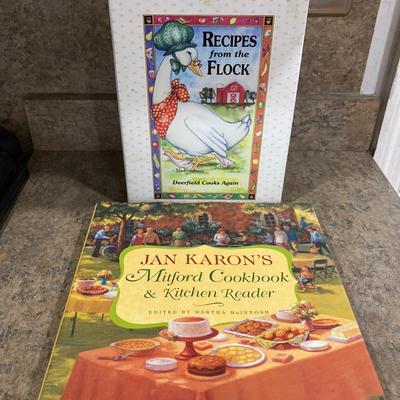 RECIPES
from the
FLOCK
Deerfield Cooks Again
JAN KARON'S
Mitford Cookbook
& Kitchen Reader
EDITED BY MARTHA McINTOSH